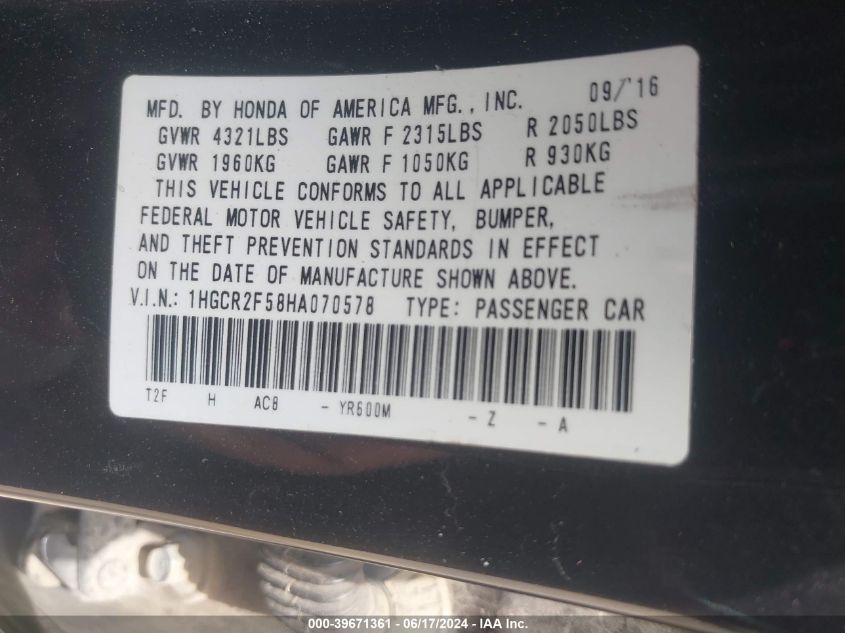 MFD. BY HONDA OF AMERICA MFG., INC. 09/'16
GVWR 4321LBS GAWR F 2315LBS R 2050LBS
GVWR 1960KG GAWR F 1050KG R 930KG
THIS VEHICLE CONFORMS TO ALL APPLICABLE
FEDERAL MOTOR VEHICLE SAFETY, BUMPER,
AND THEFT PREVENTION STANDARDS IN EFFECT
ON THE DATE OF MANUFACTURE SHOWN ABOVE.
V.I.N.: 1HGCR2F58HA070578 TYPE: PASSENGER CAR
T2F H AC8 - YR600M - Z - A
000-39671361 - 06/17/2024 - IAA Inc.